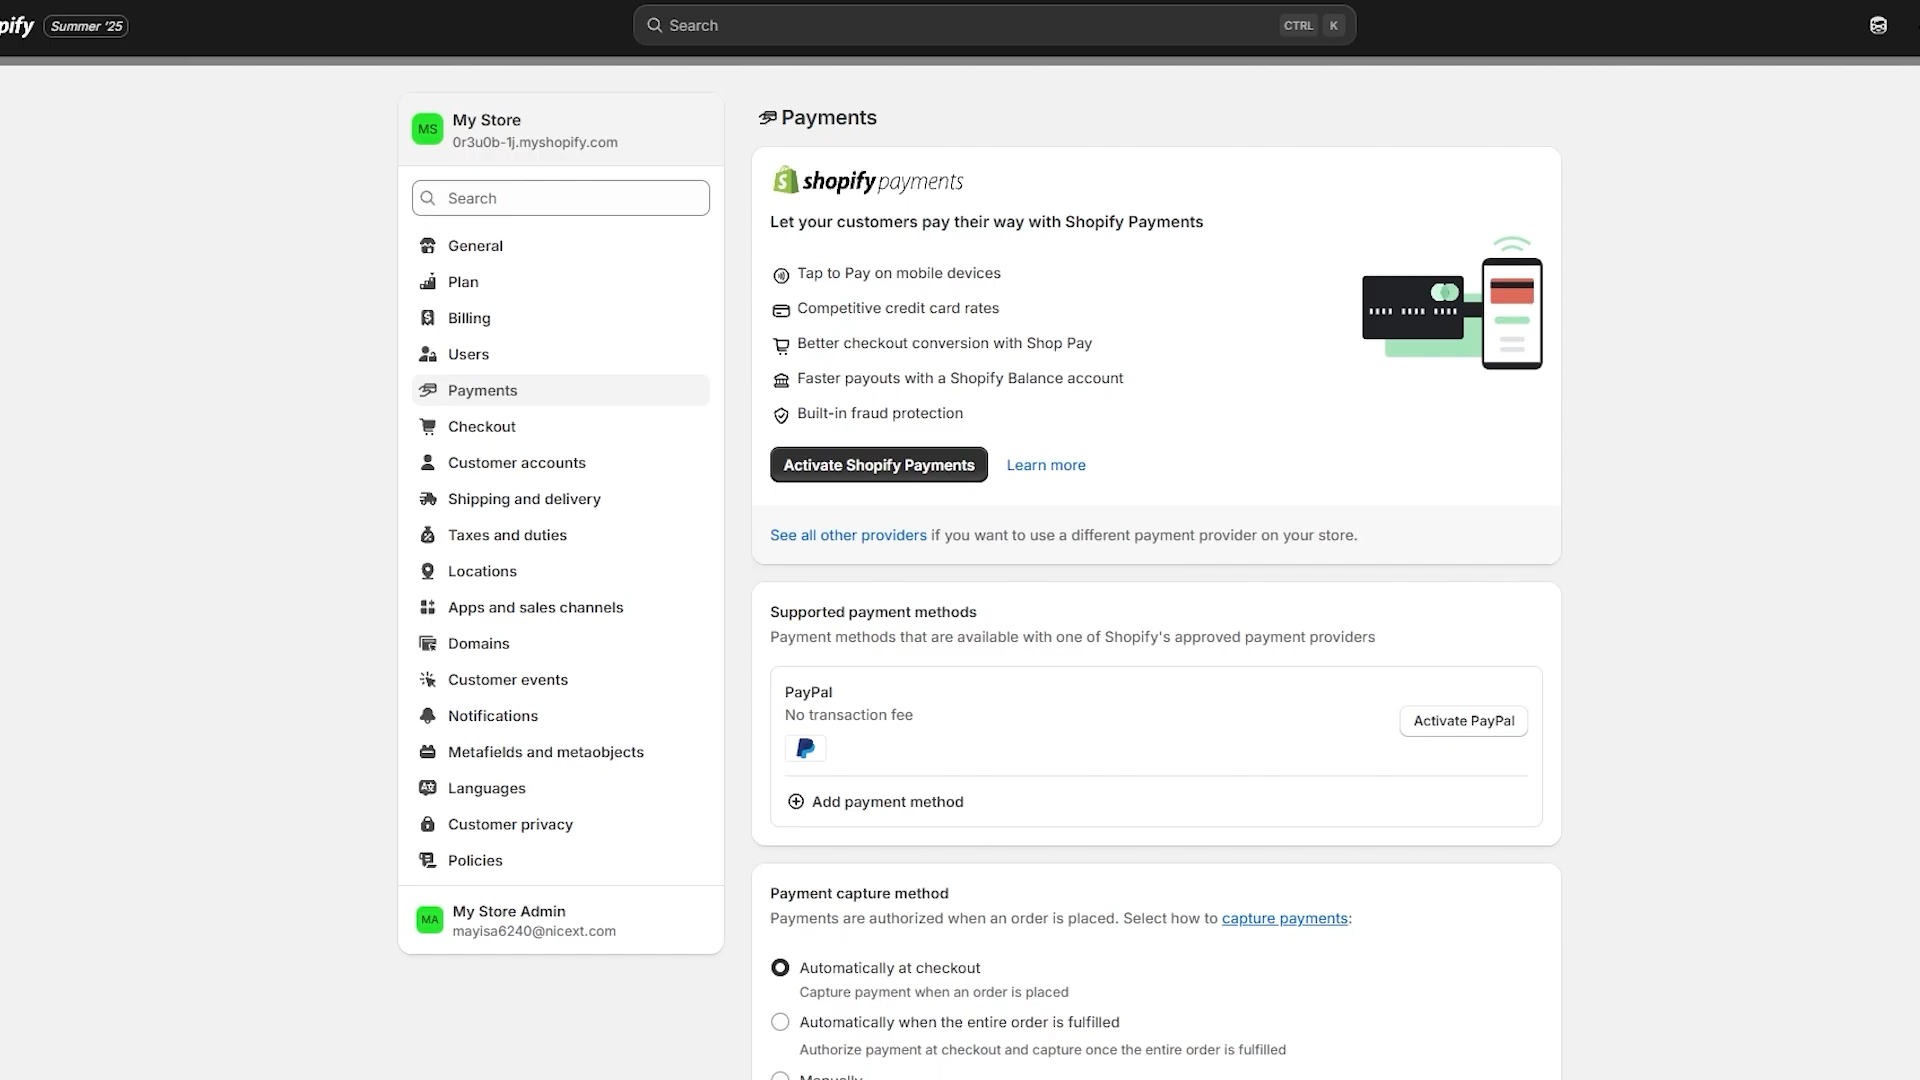 pify Summer '25
Search CTRL K
MS
My Store
0r3u0b-1j.myshopify.com
Search
General
Plan
Billing
Users
Payments
Checkout
Customer accounts
Shipping and delivery
Taxes and duties
Locations
Apps and sales channels
Domains
Customer events
Notifications
Metafields and metaobjects
Languages
Customer privacy
Policies
MA
My Store Admin
mayisa6240@nicext.com
Payments
shopify payments
Let your customers pay their way with Shopify Payments
Tap to Pay on mobile devices
Competitive credit card rates
Better checkout conversion with Shop Pay
Faster payouts with a Shopify Balance account
Built-in fraud protection
Activate Shopify Payments Learn more
See all other providers if you want to use a different payment provider on your store.
Supported payment methods
Payment methods that are available with one of Shopify's approved payment providers
PayPal
No transaction fee
Activate PayPal
Add payment method
Payment capture method
Payments are authorized when an order is placed. Select how to capture payments:
Automatically at checkout
Capture payment when an order is placed
Automatically when the entire order is fulfilled
Authorize payment at checkout and capture once the entire order is fulfilled
Manually